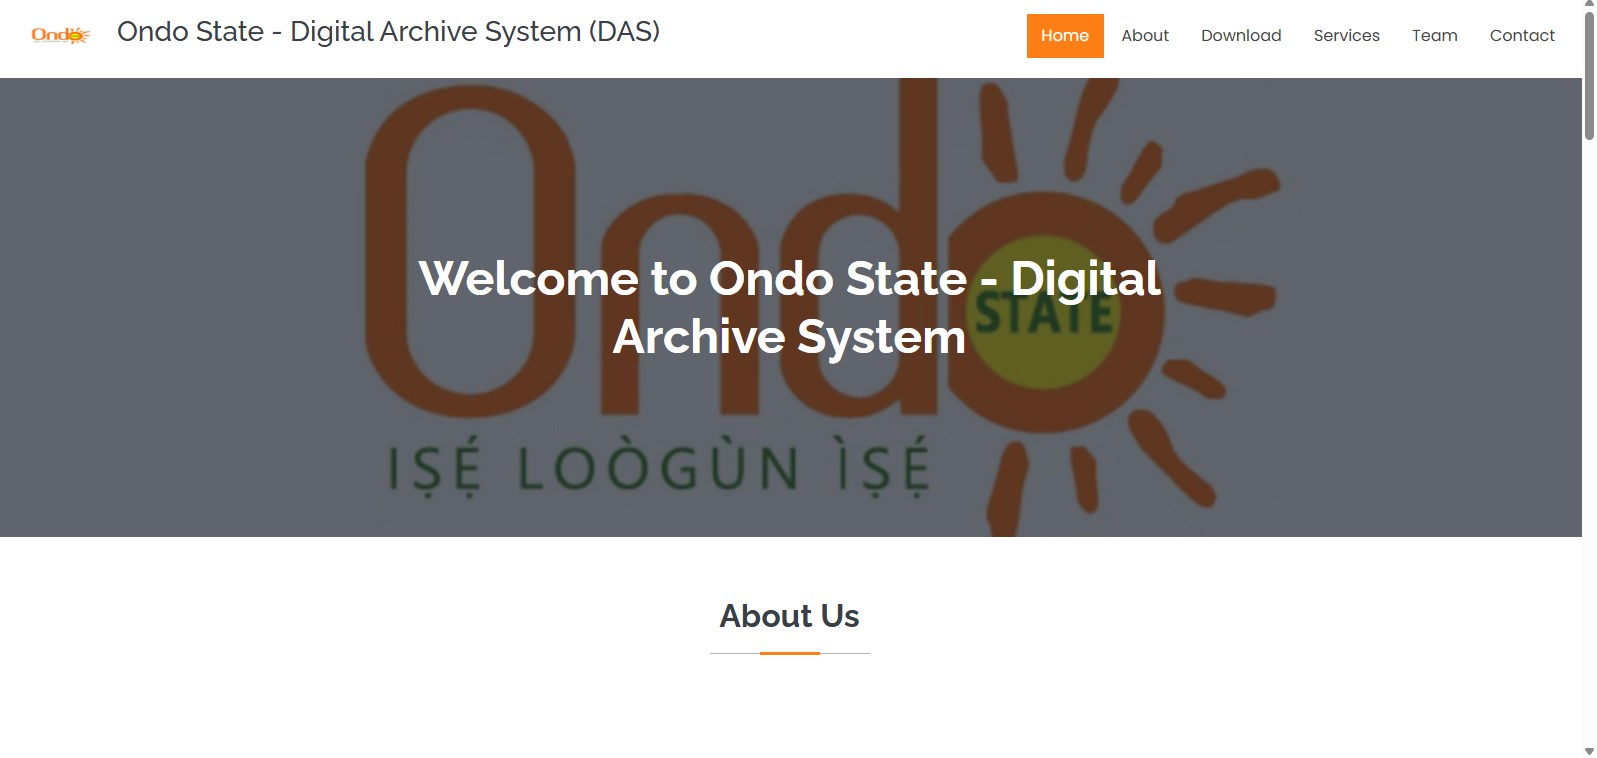 Ondo
Ondo State - Digital Archive System (DAS)
Home
About
Download
Services
Team
Contact
Ondo
STATE
IṢẸ́ LOÒGÙN ÌṢẸ́
Welcome to Ondo State - Digital
Archive System
About Us